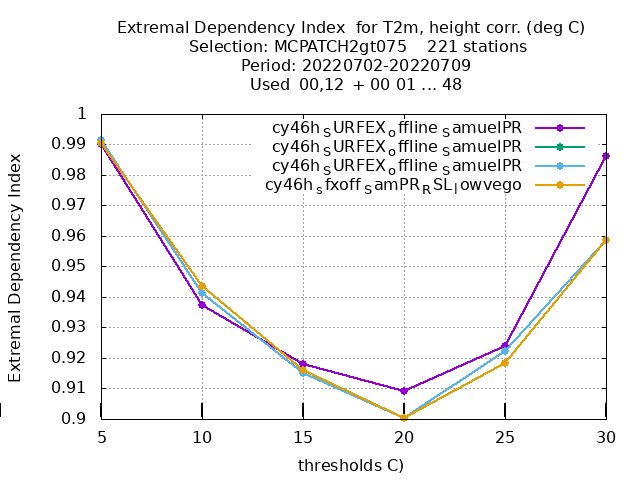 Extremal Dependency Index for T2m, height corr. (deg C)
Selection: MCPATCH2gt075 221 stations
Period: 20220702-20220709
Used 00,12 + 00 01 ... 48
Extremal Dependency Index
1
0.99
0.98
0.97
0.96
0.95
0.94
0.93
0.92
0.91
0.9
cy46h_SURFEX_offline_SamuelPR
cy46h_SURFEX_offline_SamuelPR
cy46h_SURFEX_offline_SamuelPR
cy46h_sfxoff_SamPR_RSL_lowvego
5 10 15 20 25 30
thresholds C)